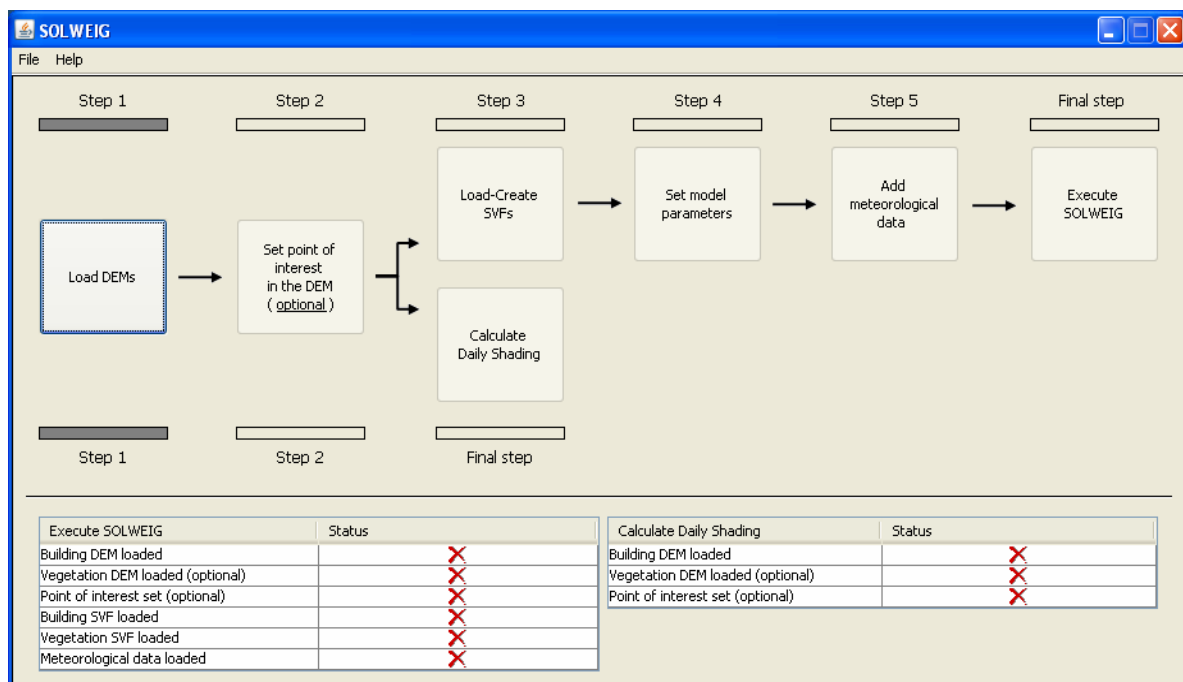 SOLWEIG
File Help
Step 1 Step 2 Step 3 Step 4 Step 5 Final step
Load DEMs
Set point of
interest
in the DEM
( optional )
Load-Create
SVFs
Set model
parameters
Add
meteorological
data
Execute
SOLWEIG
Calculate
Daily Shading
Step 1 Step 2 Final step
Execute SOLWEIG Status
Building DEM loaded
Vegetation DEM loaded (optional)
Point of interest set (optional)
Building SVF loaded
Vegetation SVF loaded
Meteorological data loaded
Calculate Daily Shading Status
Building DEM loaded
Vegetation DEM loaded (optional)
Point of interest set (optional)